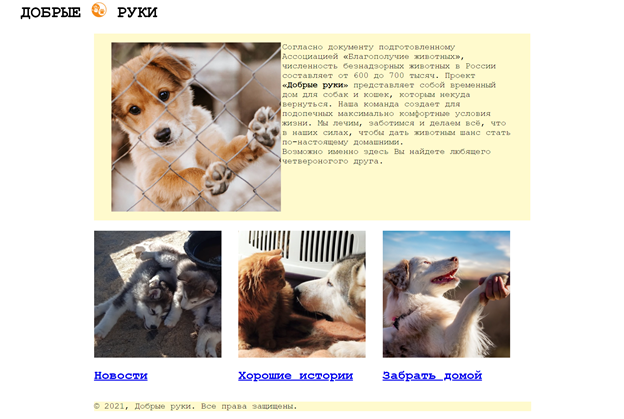 ДОБРЫЕ РУКИ
Согласно документу подготовленному
Ассоциацией «Благополучие животных»,
численность безнадзорных животных в России
составляет от 600 до 700 тысяч. Проект
«Добрые руки» представляет собой временный
дом для собак и кошек, которым некуда
вернуться. Наша команда создает для
подопечных максимально комфортные условия
жизни. Мы лечим, заботимся и делаем всё, что
в наших силах, чтобы дать животным шанс стать
по-настоящему домашними.
Возможно именно здесь Вы найдете любящего
четвероногого друга.
Новости
Хорошие истории
Забрать домой
© 2021, Добрые руки. Все права защищены.